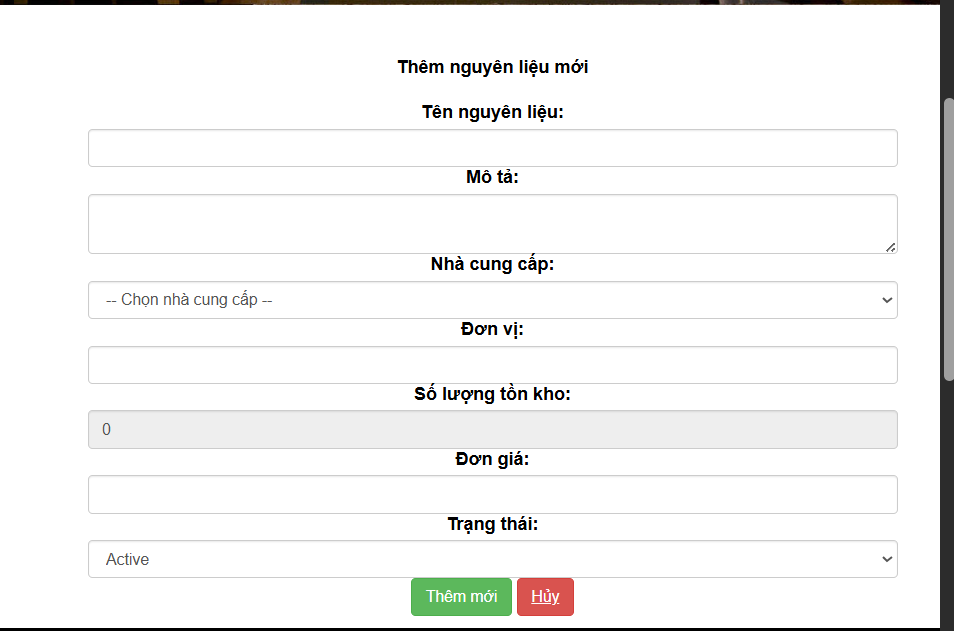 Thêm nguyên liệu mới
Tên nguyên liệu:
Mô tả:
Nhà cung cấp:
-- Chọn nhà cung cấp --
Đơn vị:
Số lượng tồn kho:
0
Đơn giá:
Trạng thái:
Active
Thêm mới Hủy